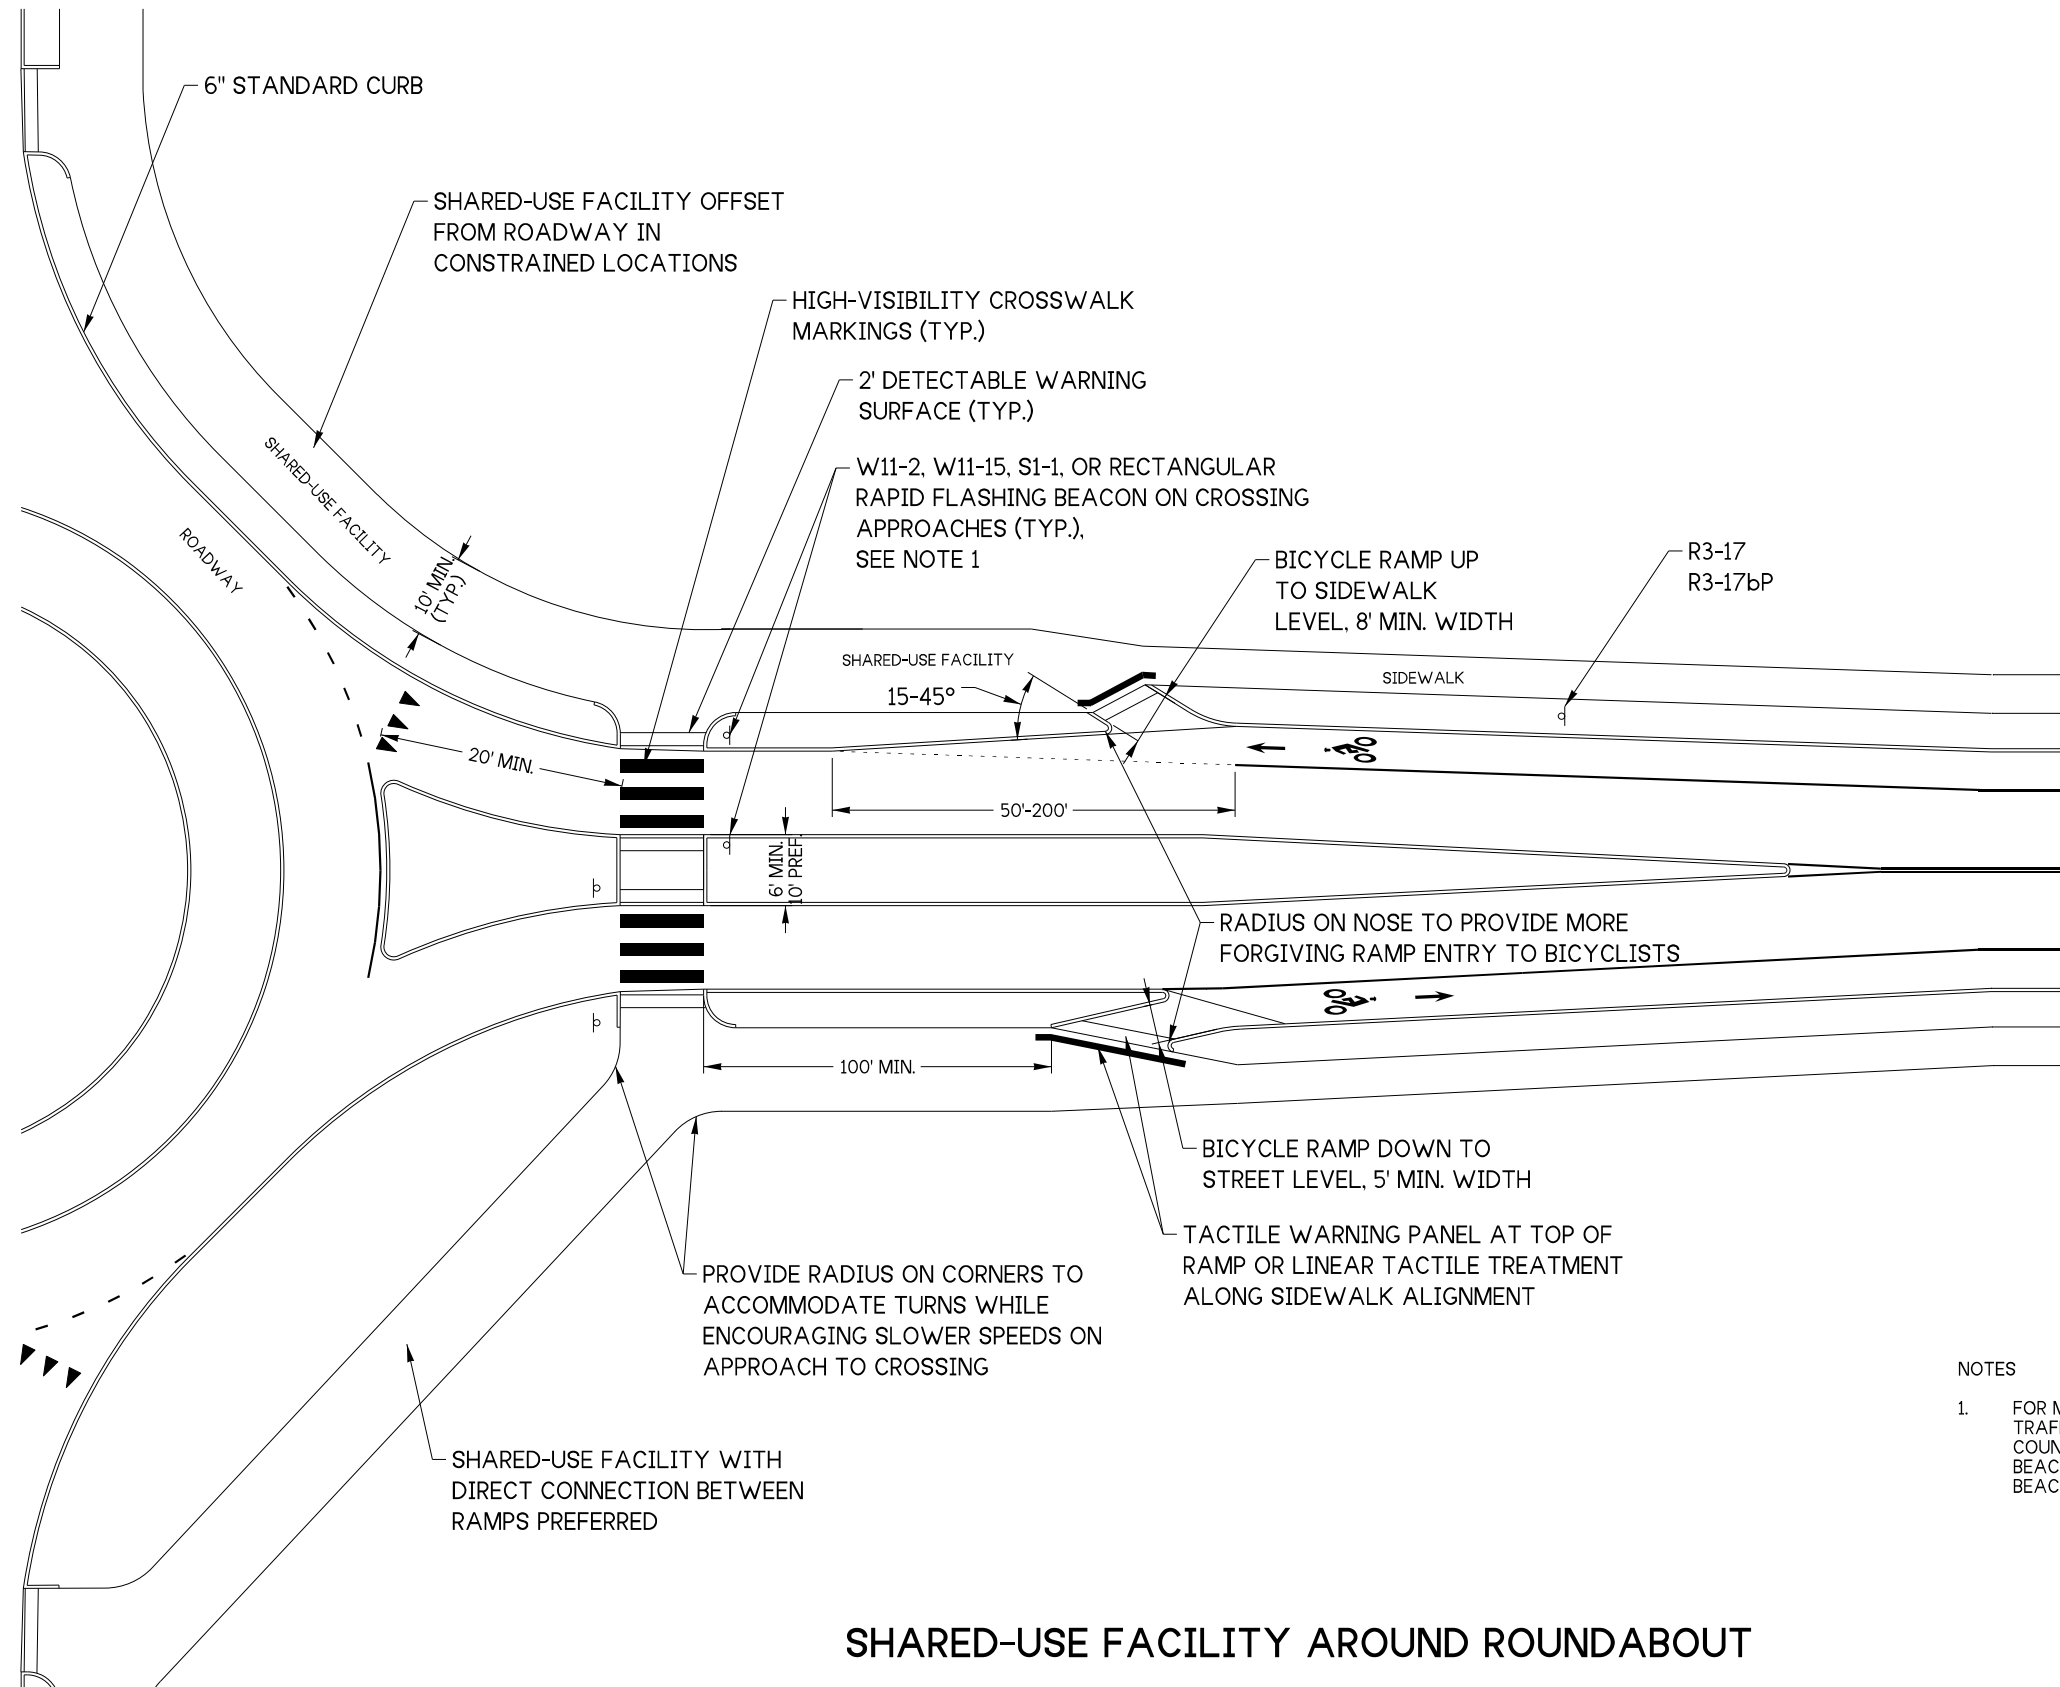 6" STANDARD CURB
SHARED-USE FACILITY OFFSET
FROM ROADWAY IN
CONSTRAINED LOCATIONS
HIGH-VISIBILITY CROSSWALK
MARKINGS (TYP.)
2' DETECTABLE WARNING
SURFACE (TYP.)
W11-2, W11-15, S1-1, OR RECTANGULAR
RAPID FLASHING BEACON ON CROSSING
APPROACHES (TYP.),
SEE NOTE 1
SHARED-USE FACILITY
ROADWAY
10' MIN.
(TYP.)
BICYCLE RAMP UP
TO SIDEWALK
LEVEL, 8' MIN. WIDTH
R3-17
R3-17bP
SHARED-USE FACILITY
15-45°
SIDEWALK
20' MIN.
50'-200'
6' MIN.
10' PREF.
RADIUS ON NOSE TO PROVIDE MORE
FORGIVING RAMP ENTRY TO BICYCLISTS
100' MIN.
BICYCLE RAMP DOWN TO
STREET LEVEL, 5' MIN. WIDTH
TACTILE WARNING PANEL AT TOP OF
RAMP OR LINEAR TACTILE TREATMENT
ALONG SIDEWALK ALIGNMENT
PROVIDE RADIUS ON CORNERS TO
ACCOMMODATE TURNS WHILE
ENCOURAGING SLOWER SPEEDS ON
APPROACH TO CROSSING
SHARED-USE FACILITY WITH
DIRECT CONNECTION BETWEEN
RAMPS PREFERRED
NOTES
1. FOR
SHARED-USE FACILITY AROUND ROUNDABOUT